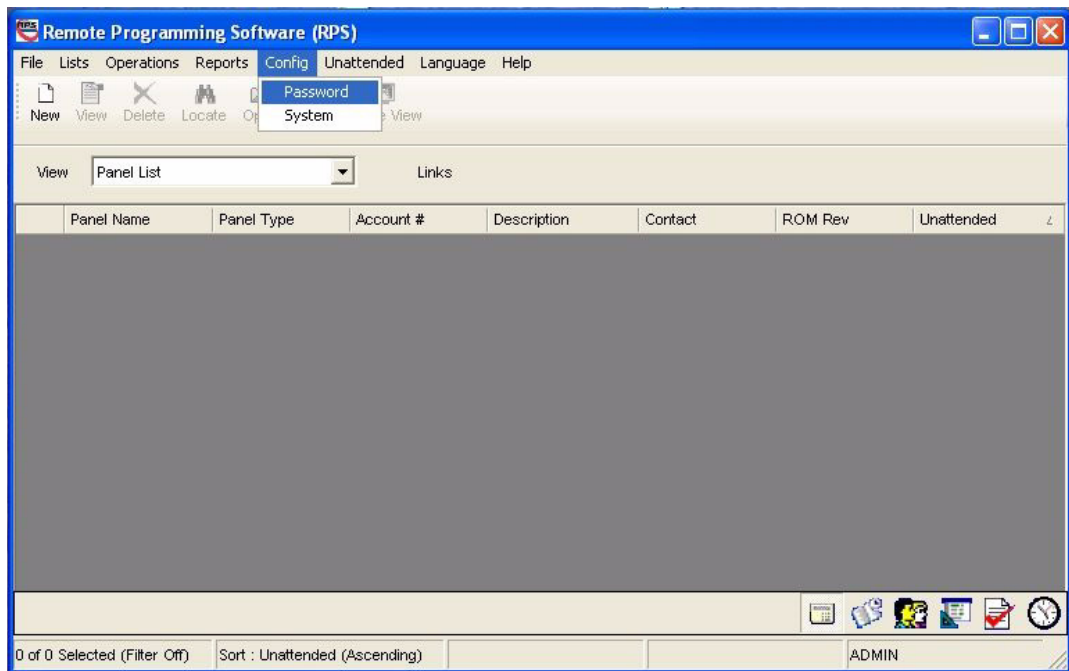 RPS Remote Programming Software (RPS)
File Lists Operations Reports Config Unattended Language Help
Password
System
New View Delete Locate Op View
View Panel List Links
Panel Name Panel Type Account # Description Contact ROM Rev Unattended
0 of 0 Selected (Filter Off) Sort : Unattended (Ascending) ADMIN